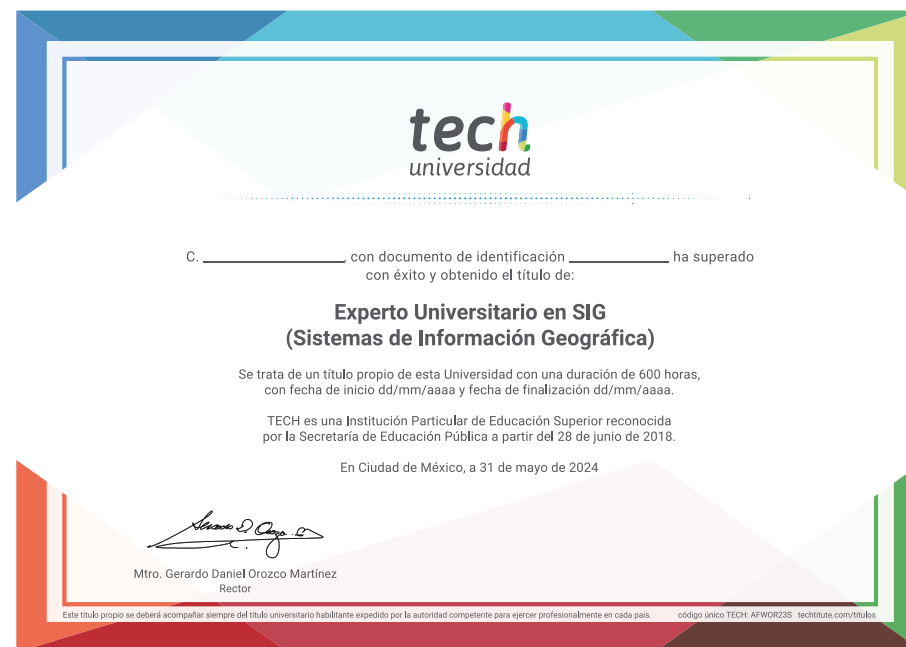 tech
universidad
C. ____________, con documento de identificación ____________ ha superado
con éxito y obtenido el título de:
Experto Universitario en SIG
(Sistemas de Información Geográfica)
Se trata de un título propio de esta Universidad con una duración de 600 horas,
con fecha de inicio dd/mm/aaaa y fecha de finalización dd/mm/aaaa.
TECH es una Institución Particular de Educación Superior reconocida
por la Secretaría de Educación Pública a partir del 28 de junio de 2018.
En Ciudad de México, a 31 de mayo de 2024
Mtro. Gerardo Daniel Orozco Martínez
Rector
Este título propio se deberá acompañar siempre del título universitario habilitante expedido por la autoridad competente para ejercer profesionalmente en cada país. código único TECH: AFWOR23S techtitute.com/titulos